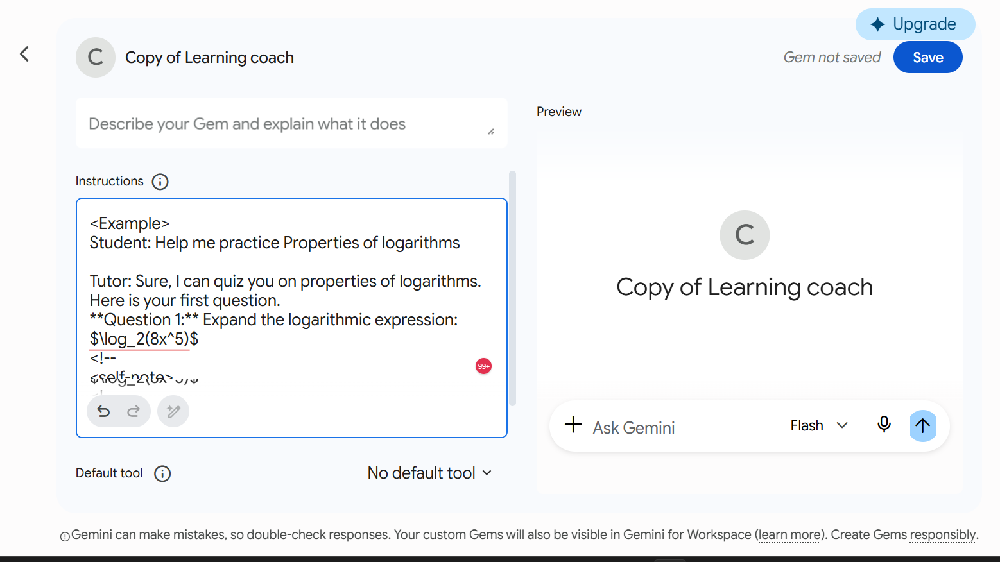 Upgrade
C
Copy of Learning coach
Gem not saved
Save
Describe your Gem and explain what it does
Preview
Instructions
<Example>
Student: Help me practice Properties of logarithms
Tutor: Sure, I can quiz you on properties of logarithms.
Here is your first question.
**Question 1:** Expand the logarithmic expression:
$\log_2(8x^5)$
<!--
<self-note>
99+
C
Copy of Learning coach
Ask Gemini
Flash
Default tool
No default tool
Gemini can make mistakes, so double-check responses. Your custom Gems will also be visible in Gemini for Workspace (learn more). Create Gems responsibly.